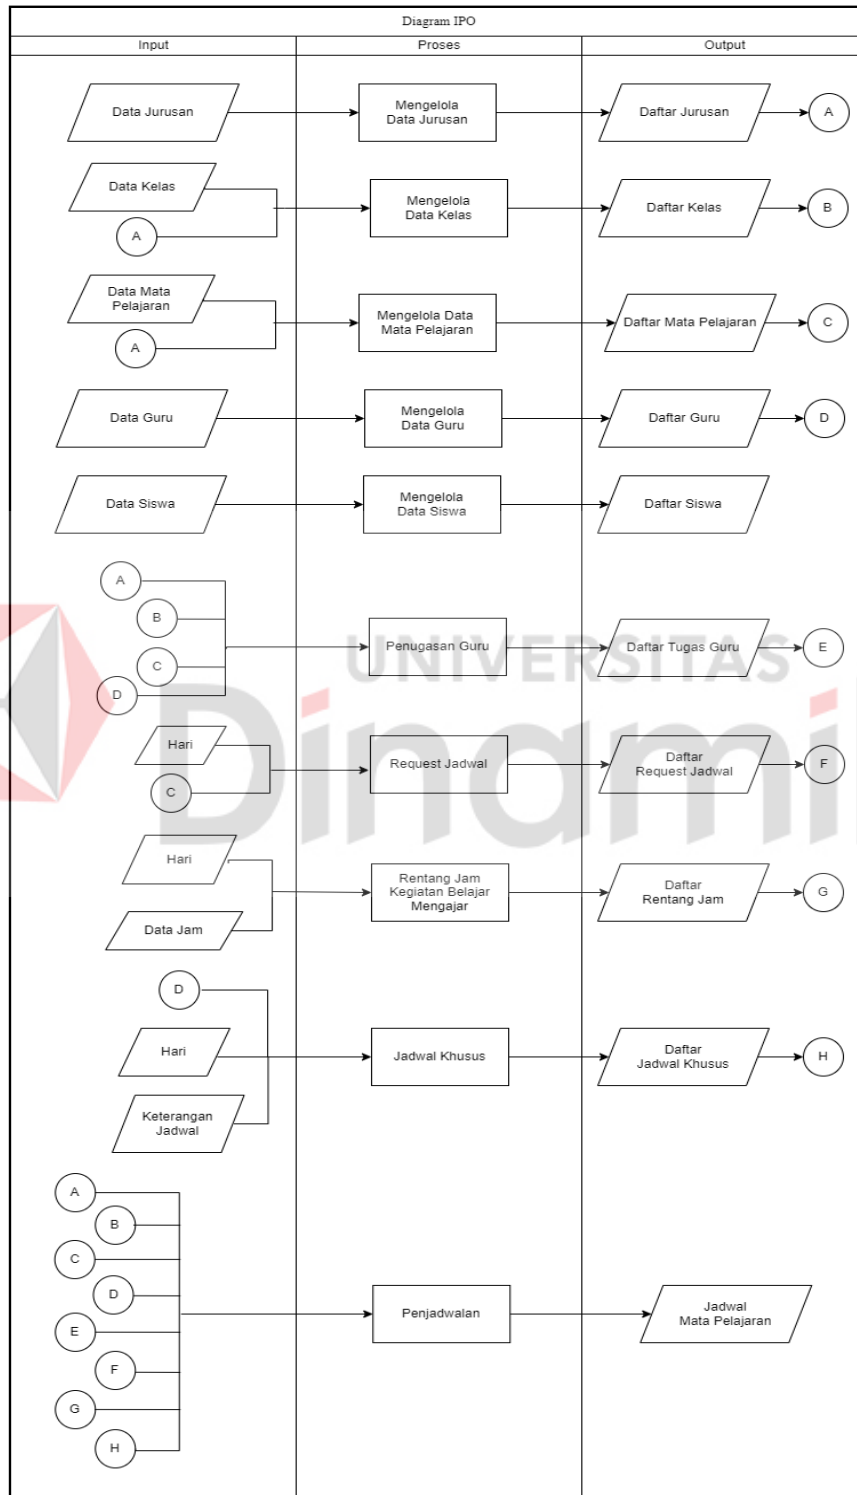 Diagram IPO
Input
Proses
Output
Data Jurusan
Mengelola
Data Jurusan
Daftar Jurusan
A
Data Kelas
A
Mengelola
Data Kelas
Daftar Kelas
B
Data Mata
Pelajaran
A
Mengelola Data
Mata Pelajaran
Daftar Mata Pelajaran
C
Data Guru
Mengelola
Data Guru
Daftar Guru
D
Data Siswa
Mengelola
Data Siswa
Daftar Siswa
A
B
C
D
Penugasan Guru
Daftar Tugas Guru
E
UNIVERSITAS
Dinami
Hari
C
Request Jadwal
Daftar
Request Jadwal
F
Hari
Data Jam
Rentang Jam
Kegiatan Belajar
Mengajar
Daftar
Rentang Jam
G
D
Hari
Keterangan
Jadwal
Jadwal Khusus
Daftar
Jadwal Khusus
H
A
B
C
D
E
F
G
H
Penjadwalan
Jadwal
Mata Pelajaran